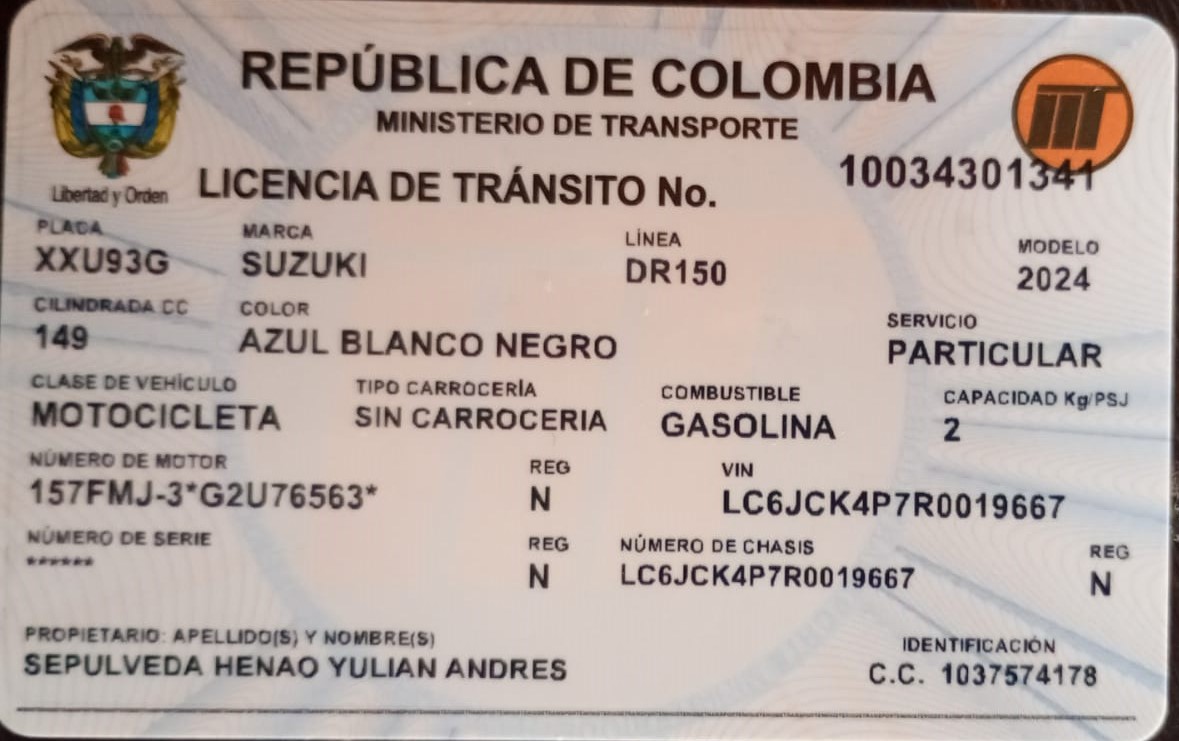 REPÚBLICA DE COLOMBIA
MINISTERIO DE TRANSPORTE
Libertad y Orden
LICENCIA DE TRÁNSITO No. 10034301341
PLACA MARCA LÍNEA MODELO
XXU93G SUZUKI DR150 2024
CILINDRADA CC COLOR SERVICIO
149 AZUL BLANCO NEGRO PARTICULAR
CLASE DE VEHÍCULO TIPO CARROCERÍA COMBUSTIBLE CAPACIDAD Kg/PSJ
MOTOCICLETA SIN CARROCERIA GASOLINA 2
NÚMERO DE MOTOR REG VIN
157FMJ-3*G2U76563* N LC6JCK4P7R0019667
NÚMERO DE SERIE REG NÚMERO DE CHASIS REG
****** N LC6JCK4P7R0019667 N
PROPIETARIO: APELLIDO(S) Y NOMBRE(S) IDENTIFICACIÓN
SEPULVEDA HENAO YULIAN ANDRES C.C. 1037574178